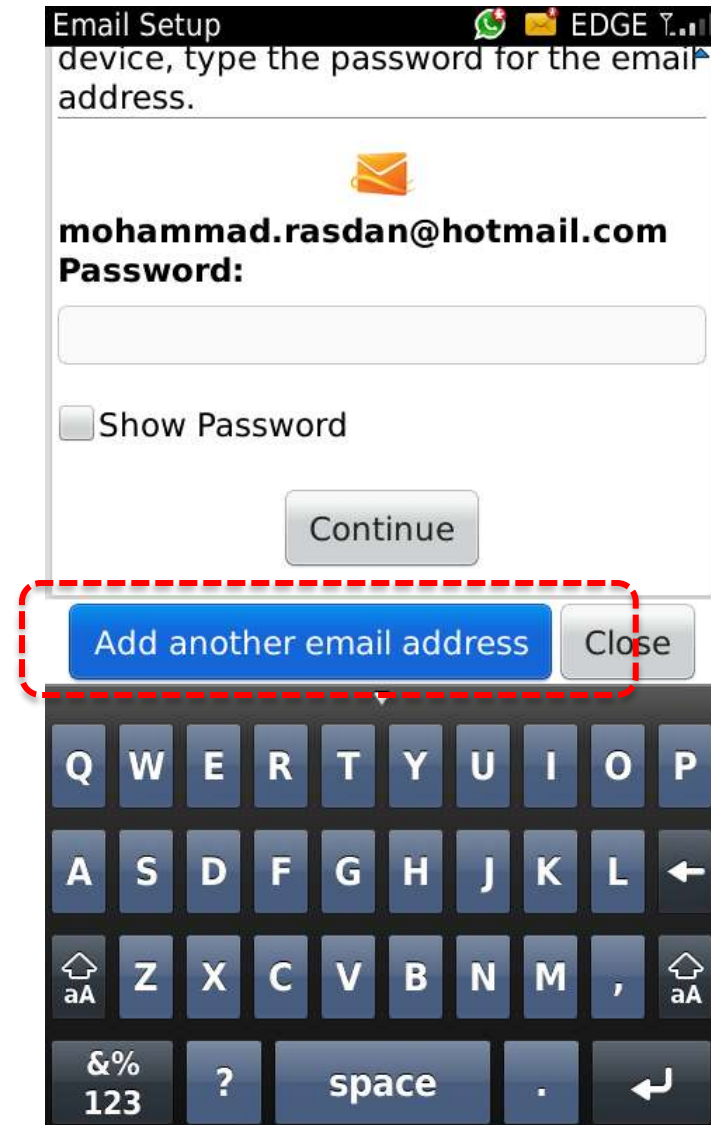 Email Setup EDGE
device, type the password for the email
address.
mohammad.rasdan@hotmail.com
Password:
Show Password
Continue
Add another email address Close
Q W E R T Y U I O P
A S D F G H J K L
aA Z X C V B N M , aA
&% 123 ? space .